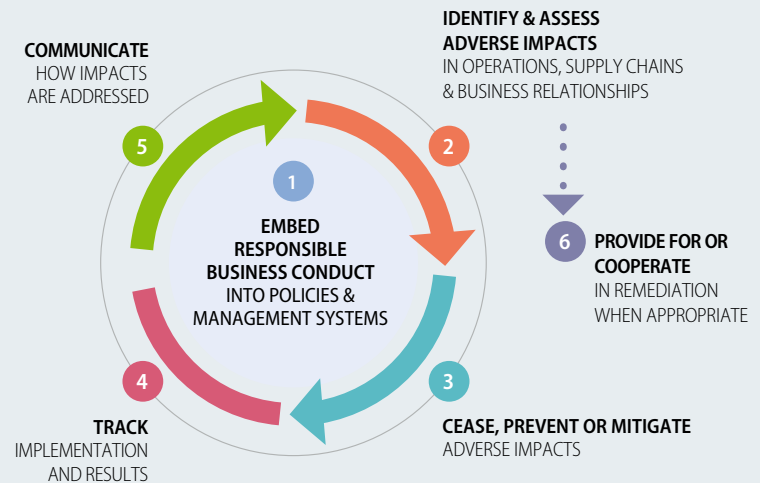 1
EMBED
RESPONSIBLE
BUSINESS CONDUCT
INTO POLICIES &
MANAGEMENT SYSTEMS
IDENTIFY & ASSESS
ADVERSE IMPACTS
IN OPERATIONS, SUPPLY CHAINS
& BUSINESS RELATIONSHIPS
2
3
CEASE, PREVENT OR MITIGATE
ADVERSE IMPACTS
4
TRACK
IMPLEMENTATION
AND RESULTS
COMMUNICATE
HOW IMPACTS
ARE ADDRESSED
5
6
PROVIDE FOR OR
COOPERATE
IN REMEDIATION
WHEN APPROPRIATE